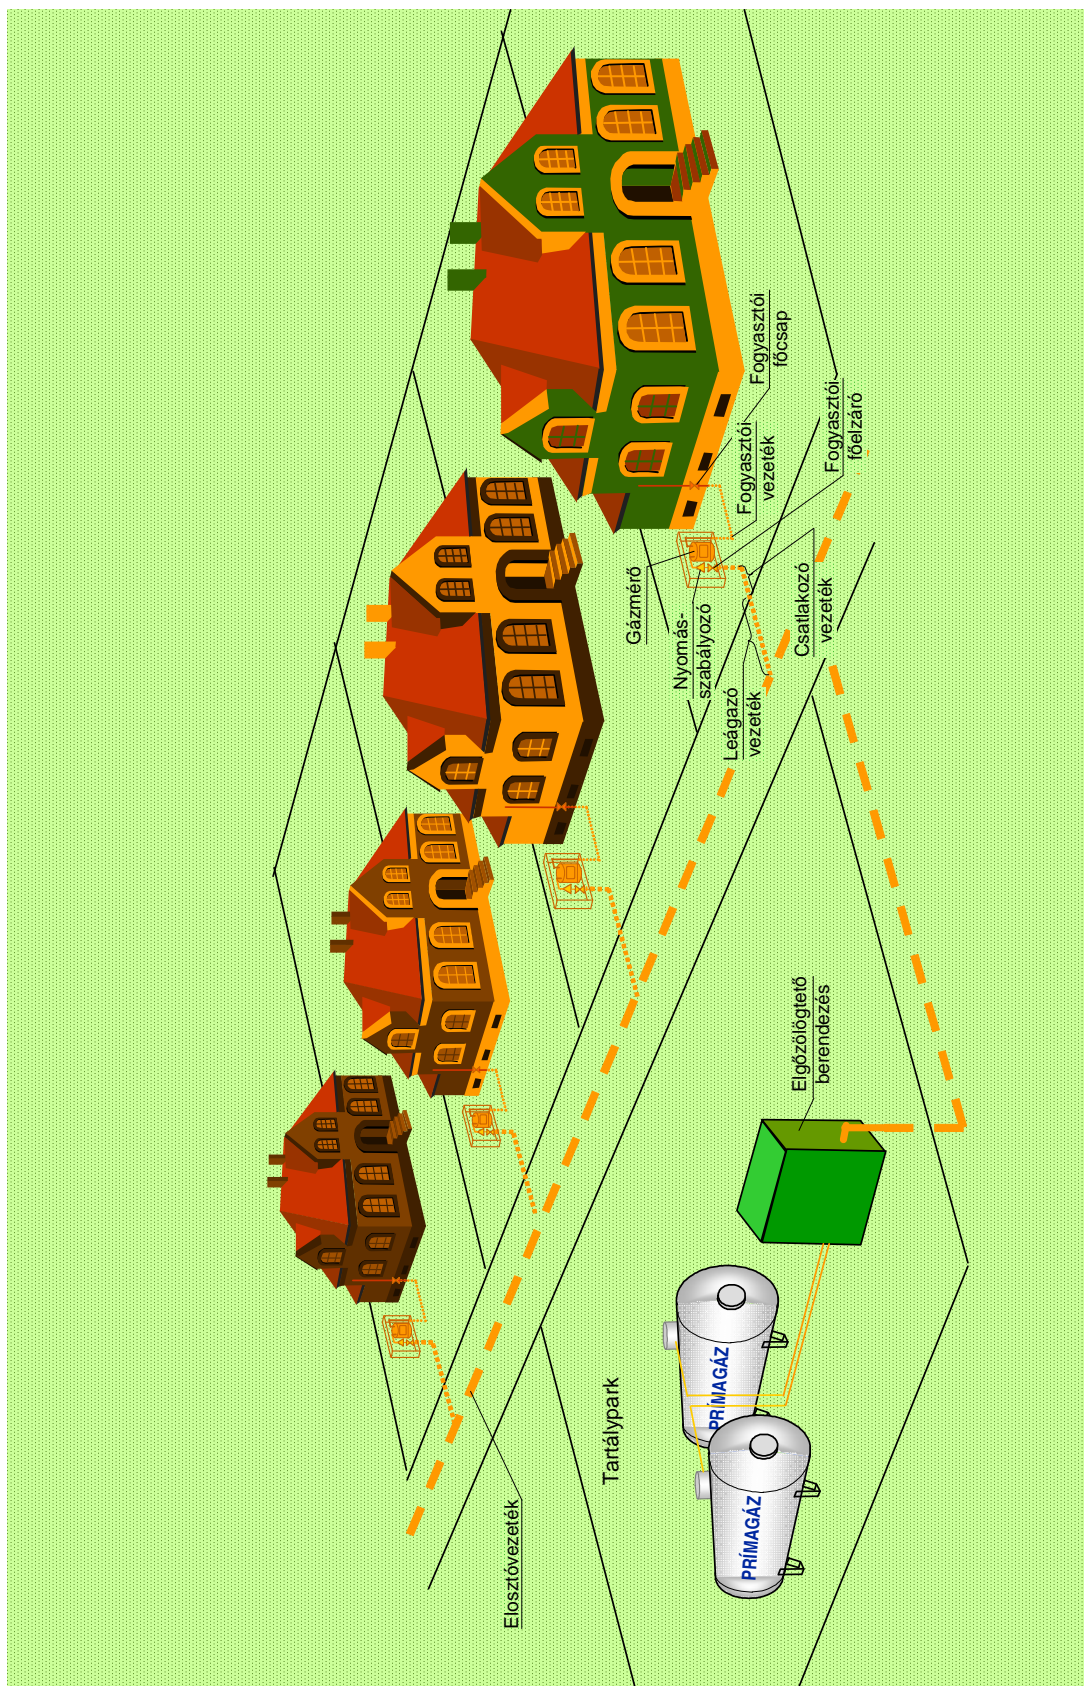 Fogyasztói
főcsap
Fogyasztói
vezeték
Fogyasztói
főelzáró
Gázmérő
Nyomás-
szabályozó
Csatlakozó
vezeték
Leágazó
vezeték
Elgőzölögtető
berendezés
Tartálypark
PRÍMAGÁZ
PRÍMAGÁZ
Elosztóvezeték